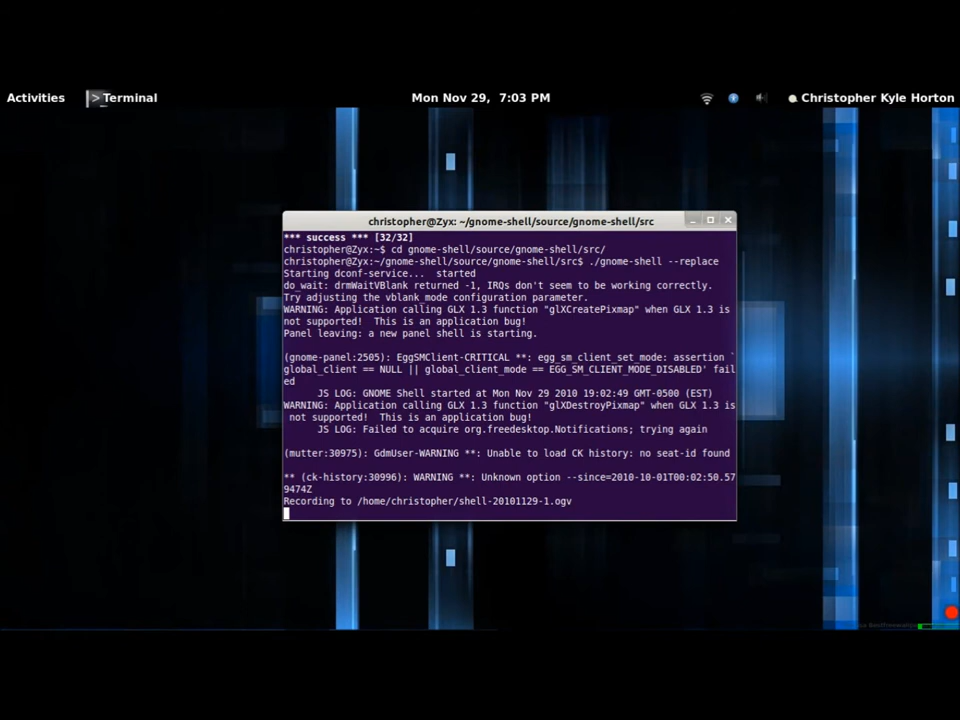 Activities
Terminal
Mon Nov 29, 7:03 PM
Christopher Kyle Horton
christopher@Zyx: ~/gnome-shell/source/gnome-shell/src
*** success *** [32/32]
christopher@Zyx:~$ cd gnome-shell/source/gnome-shell/src/
christopher@Zyx:~/gnome-shell/source/gnome-shell/src$ ./gnome-shell --replace
Starting dconf-service...  started
do_wait: drmWaitVBlank returned -1, IRQs don't seem to be working correctly.
Try adjusting the vblank_mode configuration parameter.
WARNING: Application calling GLX 1.3 function "glXCreatePixmap" when GLX 1.3 is
not supported!  This is an application bug!
Panel leaving: a new panel shell is starting.
(gnome-panel:2505): EggSMClient-CRITICAL **: egg_sm_client_set_mode: assertion `
global_client == NULL || global_client_mode == EGG_SM_CLIENT_MODE_DISABLED' fail
ed
JS LOG: GNOME Shell started at Mon Nov 29 2010 19:02:49 GMT-0500 (EST)
WARNING: Application calling GLX 1.3 function "glXDestroyPixmap" when GLX 1.3 is
not supported!  This is an application bug!
JS LOG: Failed to acquire org.freedesktop.Notifications; trying again
(mutter:30975): GdmUser-WARNING **: Unable to load CK history: no seat-id found
** (ck-history:30996): WARNING **: Unknown option --since=2010-10-01T00:02:50.57
9474Z
Recording to /home/christopher/shell-20101129-1.ogv